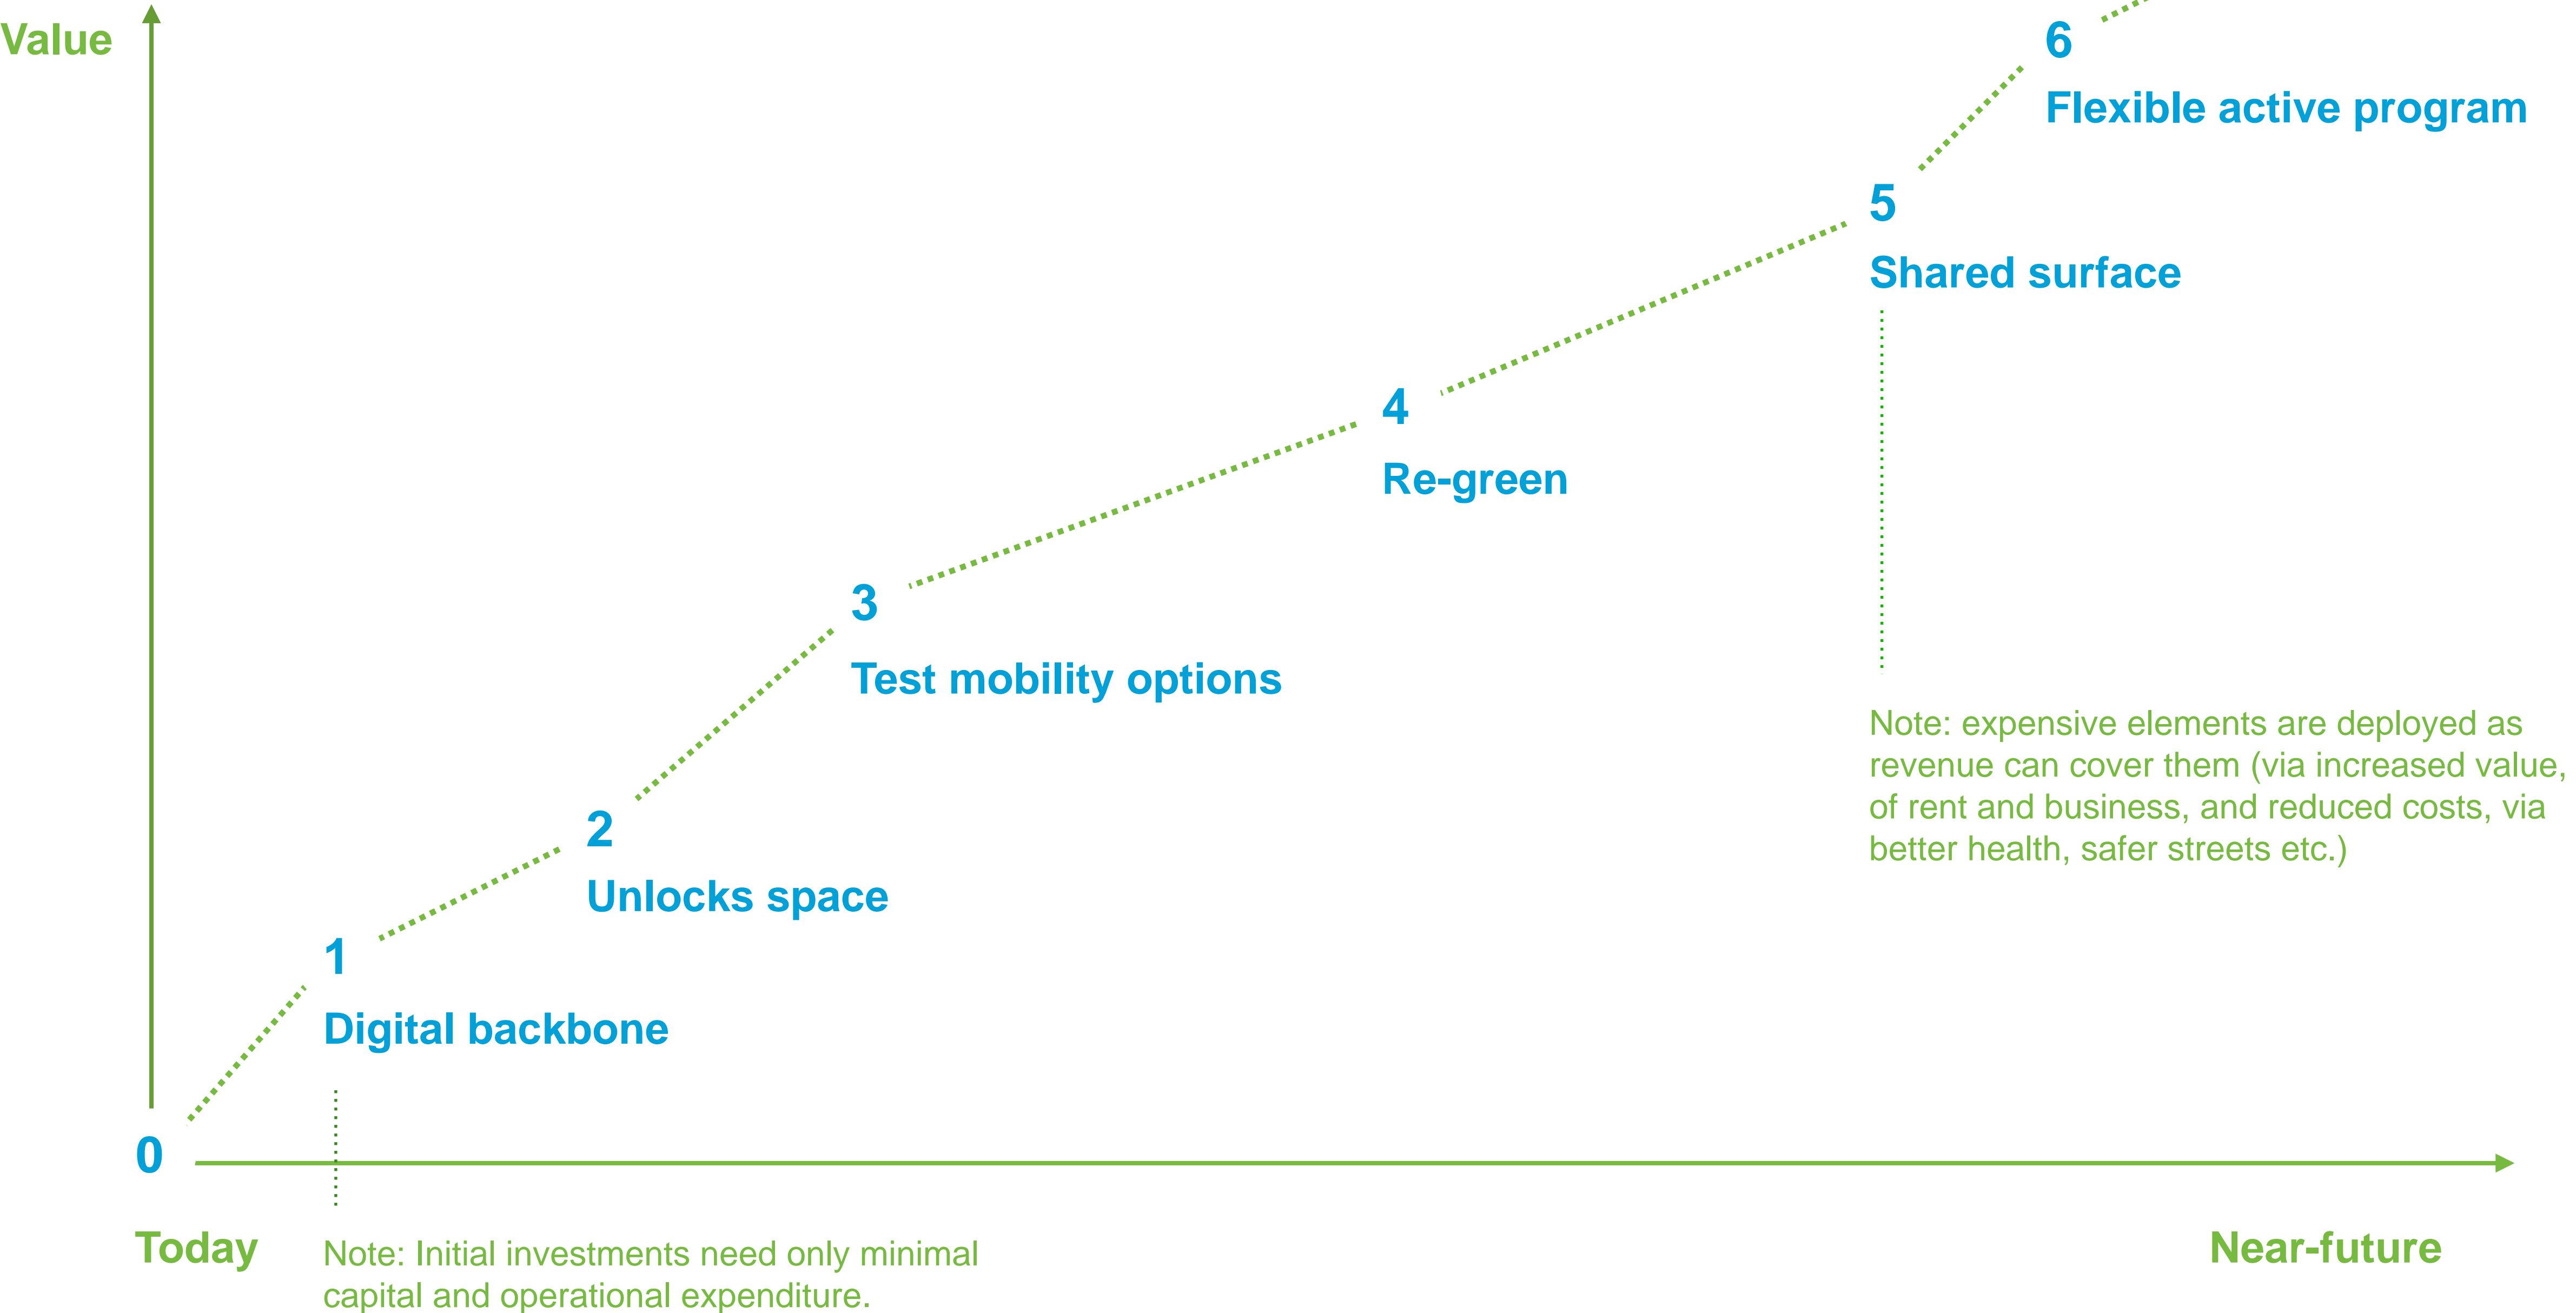 Value
6
Flexible active program
5
Shared surface
4
Re-green
3
Test mobility options
Note: expensive elements are deployed as
revenue can cover them (via increased value,
of rent and business, and reduced costs, via
better health, safer streets etc.)
2
Unlocks space
1
Digital backbone
0
Today
Note: Initial investments need only minimal
capital and operational expenditure.
Near-future